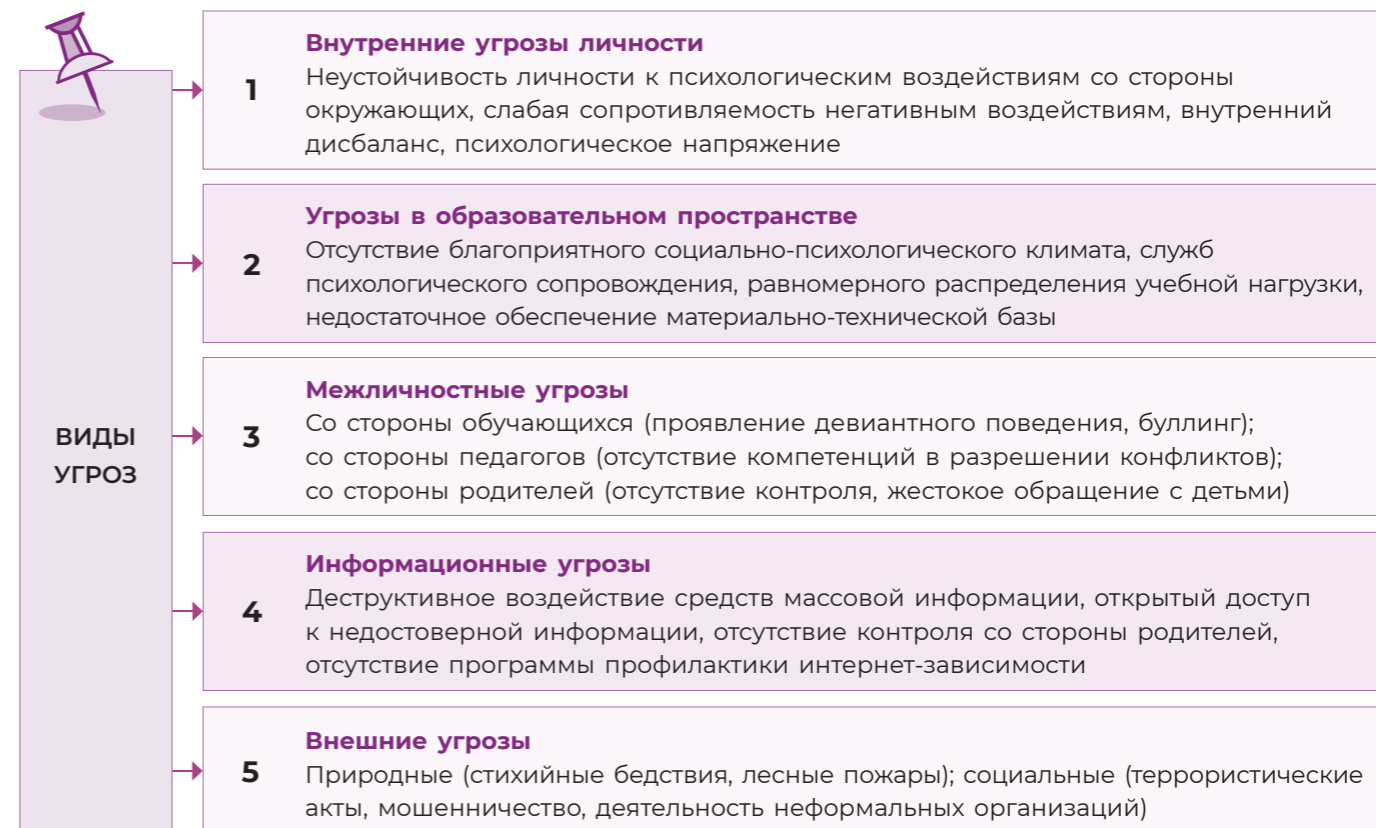 Внутренние угрозы личности
1
Неустойчивость личности к психологическим воздействиям со стороны
окружающих, слабая сопротивляемость негативным воздействиям, внутренний
дисбаланс, психологическое напряжение
Угрозы в образовательном пространстве
2
Отсутствие благоприятного социально-психологического климата, служб
психологического сопровождения, равномерного распределения учебной нагрузки,
недостаточное обеспечение материально-технической базы
ВИДЫ
УГРОЗ
Межличностные угрозы
3
Со стороны обучающихся (проявление девиантного поведения, буллинг);
со стороны педагогов (отсутствие компетенций в разрешении конфликтов);
со стороны родителей (отсутствие контроля, жестокое обращение с детьми)
Информационные угрозы
4
Деструктивное воздействие средств массовой информации, открытый доступ
к недостоверной информации, отсутствие контроля со стороны родителей,
отсутствие программы профилактики интернет-зависимости
Внешние угрозы
5
Природные (стихийные бедствия, лесные пожары); социальные (террористические
акты, мошенничество, деятельность неформальных организаций)